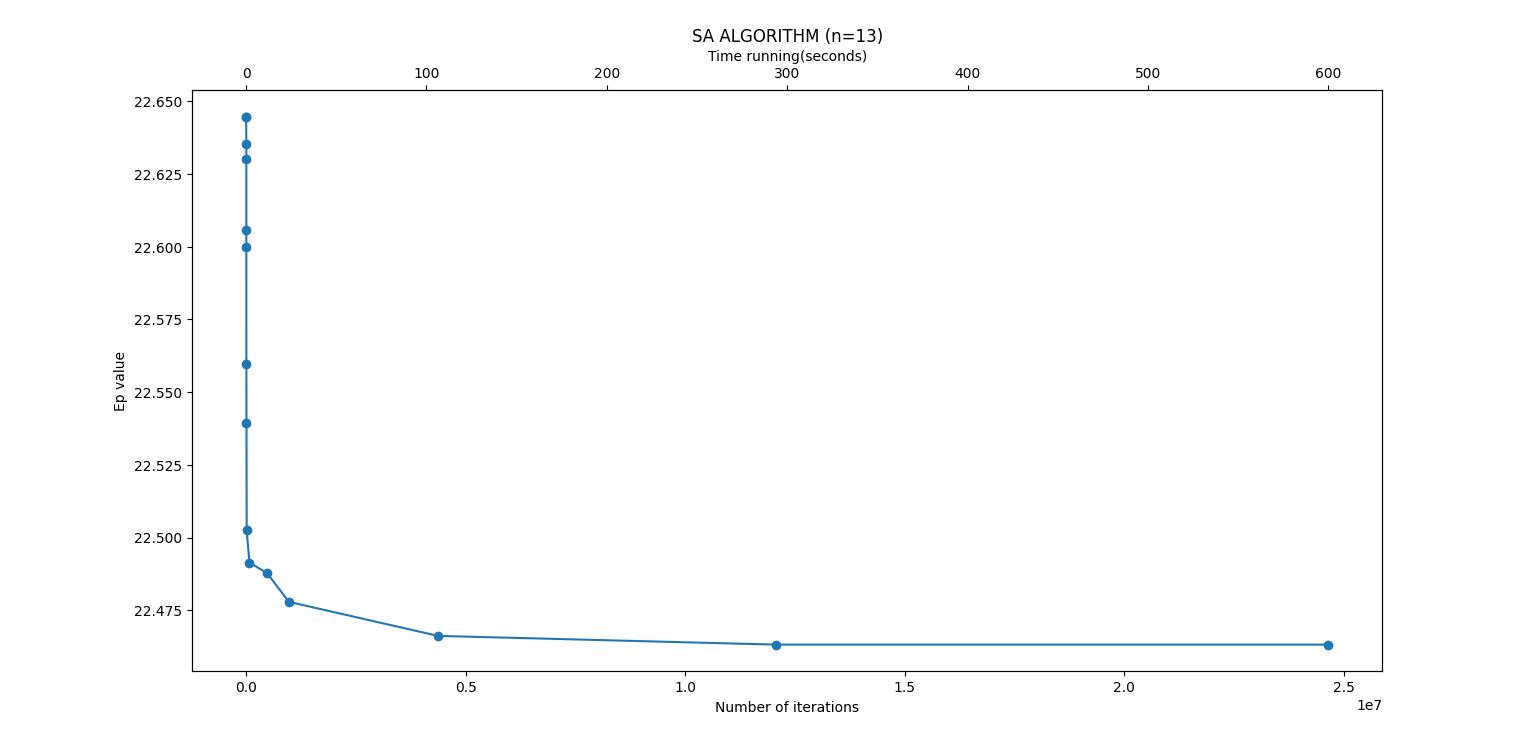 SA ALGORITHM (n=13)
Time running(seconds)
0 100 200 300 400 500 600
22.650
22.625
22.600
22.575
22.550
22.525
22.500
22.475
Ep value
0.0 0.5 1.0 1.5 2.0 2.5
1e7
Number of iterations